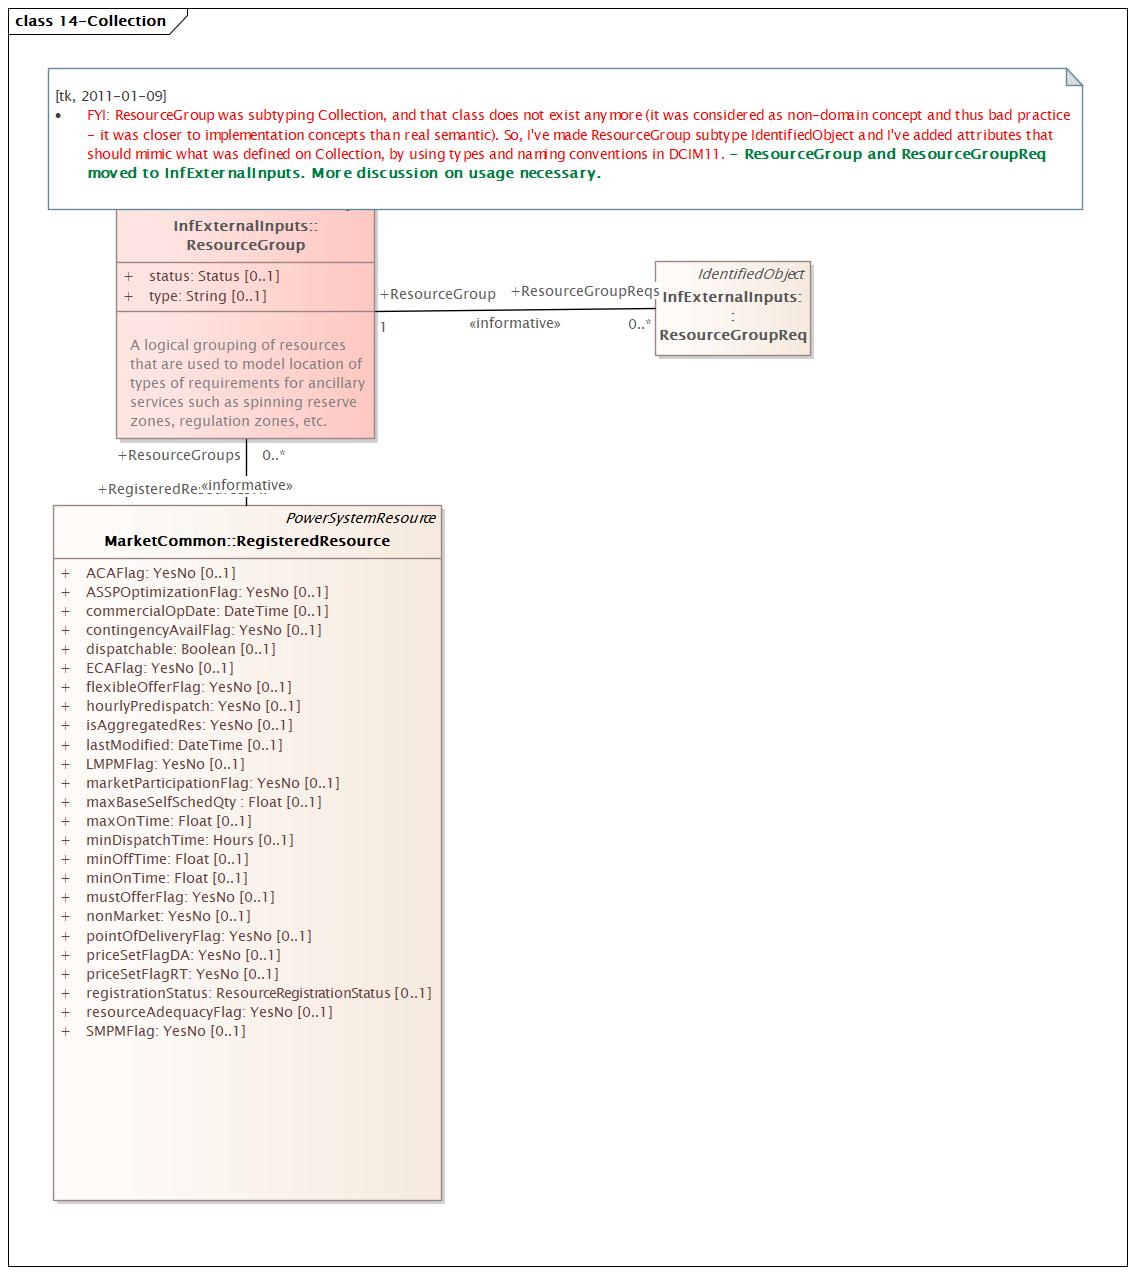 class 14-Collection
[tk, 2011-01-09]
• FYI: ResourceGroup was subtyping Collection, and that class does not exist anymore (it was considered as non-domain concept and thus bad practice
- it was closer to implementation concepts than real semantic). So, I've made ResourceGroup subtype IdentifiedObject and I've added attributes that
should mimic what was defined on Collection, by using types and naming conventions in DCIM11. - ResourceGroup and ResourceGroupReq
moved to InfExternalInputs. More discussion on usage necessary.
InfExternalInputs::
ResourceGroup
+ status: Status [0..1]
+ type: String [0..1]
A logical grouping of resources
that are used to model location of
types of requirements for ancillary
services such as spinning reserve
zones, regulation zones, etc.
+ResourceGroup +ResourceGroupReqs
1 «informative» 0..*
IdentifiedObject
InfExternalInputs:
:
ResourceGroupReq
+ResourceGroups 0..*
«informative»
PowerSystemResource
MarketCommon::RegisteredResource
+ ACAFlag: YesNo [0..1]
+ ASSPOptimizationFlag: YesNo [0..1]
+ commercialOpDate: DateTime [0..1]
+ contingencyAvailFlag: YesNo [0..1]
+ dispatchable: Boolean [0..1]
+ ECAFlag: YesNo [0..1]
+ flexibleOfferFlag: YesNo [0..1]
+ hourlyPredispatch: YesNo [0..1]
+ isAggregatedRes: YesNo [0..1]
+ lastModified: DateTime [0..1]
+ LMPMFlag: YesNo [0..1]
+ marketParticipationFlag: YesNo [0..1]
+ maxBaseSelfSchedQty : Float [0..1]
+ maxOnTime: Float [0..1]
+ minDispatchTime: Hours [0..1]
+ minOffTime: Float [0..1]
+ minOnTime: Float [0..1]
+ mustOfferFlag: YesNo [0..1]
+ nonMarket: YesNo [0..1]
+ pointOfDeliveryFlag: YesNo [0..1]
+ priceSetFlagDA: YesNo [0..1]
+ priceSetFlagRT: YesNo [0..1]
+ registrationStatus: ResourceRegistrationStatus [0..1]
+ resourceAdequacyFlag: YesNo [0..1]
+ SMPMFlag: YesNo [0..1]